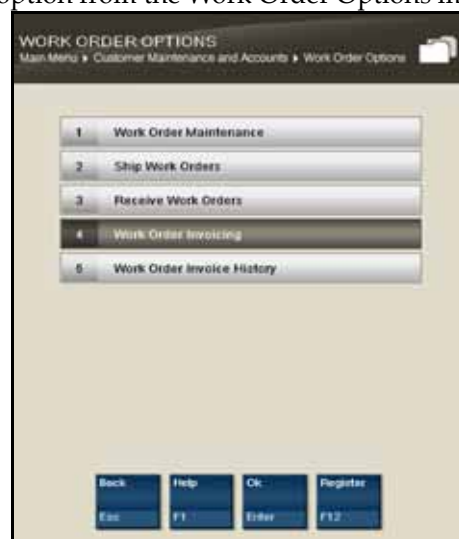 option from the Work Order Options m
WORK ORDER OPTIONS
Main Menu ▸ Customer Maintenance and Accounts ▸ Work Order Options
1 Work Order Maintenance
2 Ship Work Orders
3 Receive Work Orders
4 Work Order Invoicing
5 Work Order Invoice History
Back Help Ok Register
Esc F1 Enter F12